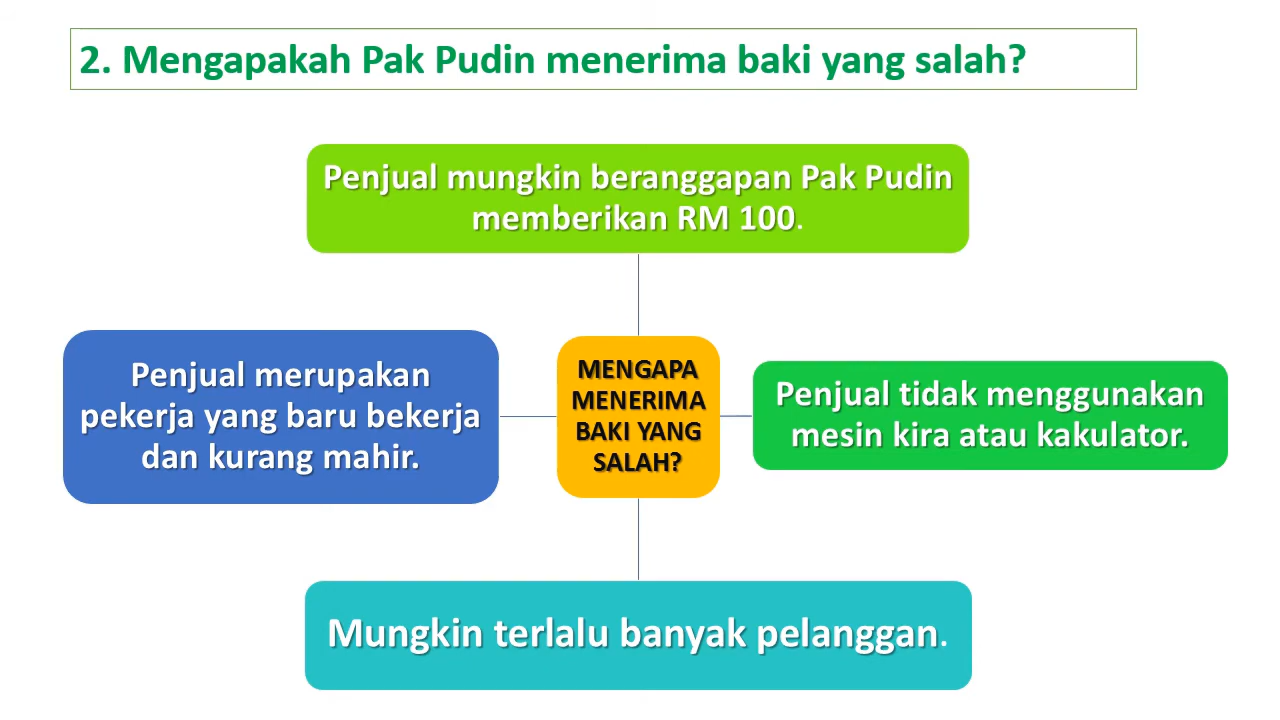 2. Mengapakah Pak Pudin menerima baki yang salah?
Penjual mungkin beranggapan Pak Pudin
memberikan RM 100.
Penjual merupakan
pekerja yang baru bekerja
dan kurang mahir.
MENGAPA
MENERIMA
BAKI YANG
SALAH?
Penjual tidak menggunakan
mesin kira atau kakulator.
Mungkin terlalu banyak pelanggan.